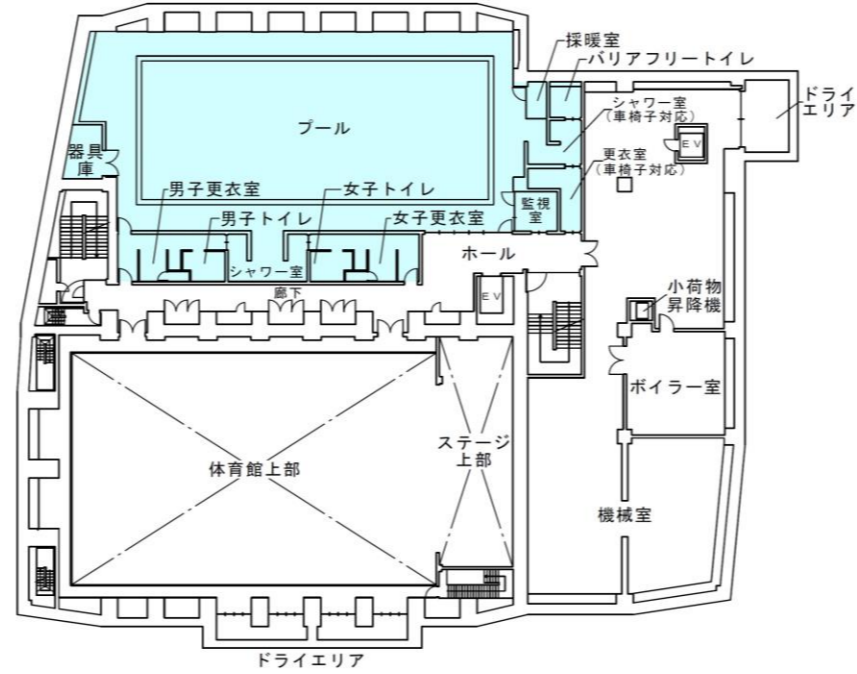 採暖室
バリアフリートイレ
ドライ
エリア
シャワー室
(車椅子対応)
プール
EV
器具
庫
更衣室
(車椅子対応)
男子更衣室
女子トイレ
監視
室
男子トイレ
女子更衣室
ホール
シャワー室
廊下
EV
小荷物
昇降機
ボイラー室
ステージ
上部
体育館上部
機械室
ドライエリア